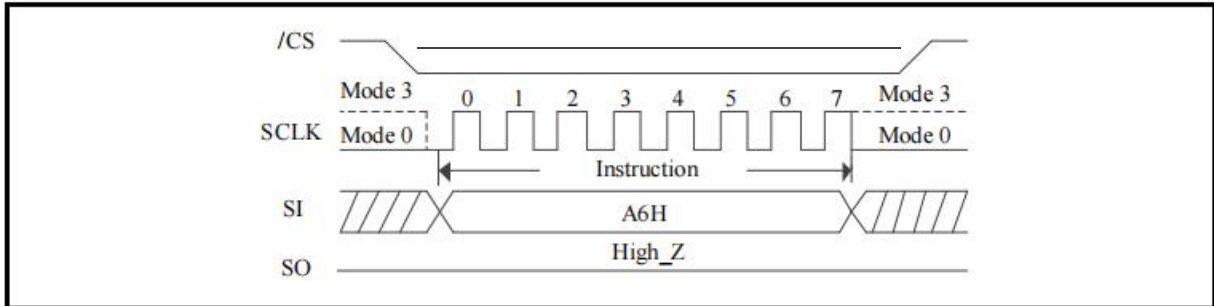 /CS
Mode 3 0 1 2 3 4 5 6 7 Mode 3
SCLK Mode 0 Mode 0
Instruction
SI A6H
High_Z
SO